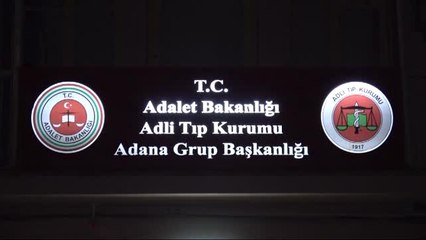 T.C.
Adalet Bakanlığı
Adli Tıp Kurumu
Adana Grup Başkanlığı
T.C.
ADALET BAKANLIĞI
ADLİ TIP KURUMU
1917